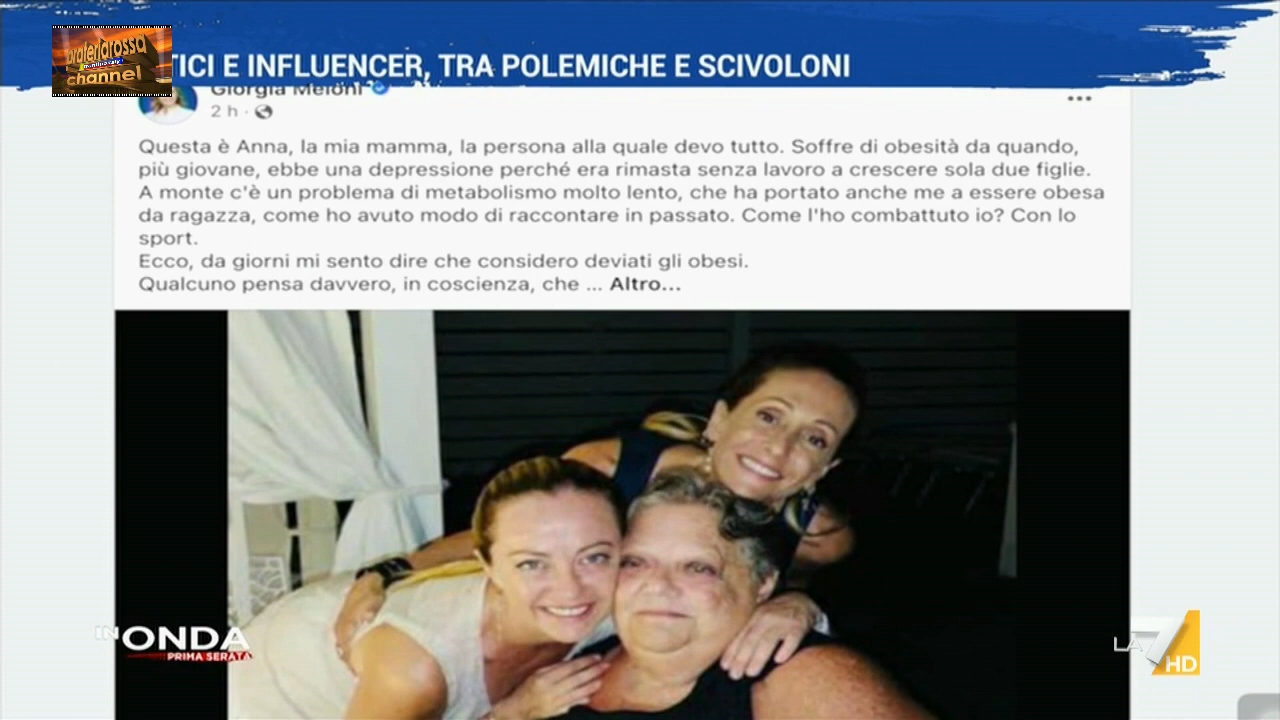 prateriarossa
channel
TICI E INFLUENCER, TRA POLEMICHE E SCIVOLONI
Giorgia Meloni
2 h
Questa è Anna, la mia mamma, la persona alla quale devo tutto. Soffre di obesità da quando,
più giovane, ebbe una depressione perché era rimasta senza lavoro a crescere sola due figlie.
A monte c'è un problema di metabolismo molto lento, che ha portato anche me a essere obesa
da ragazza, come ho avuto modo di raccontare in passato. Come l'ho combattuto io? Con lo
sport.
Ecco, da giorni mi sento dire che considero deviati gli obesi.
Qualcuno pensa davvero, in coscienza, che ... Altro...
IN ONDA
PRIMA SERATA
LA 7 HD